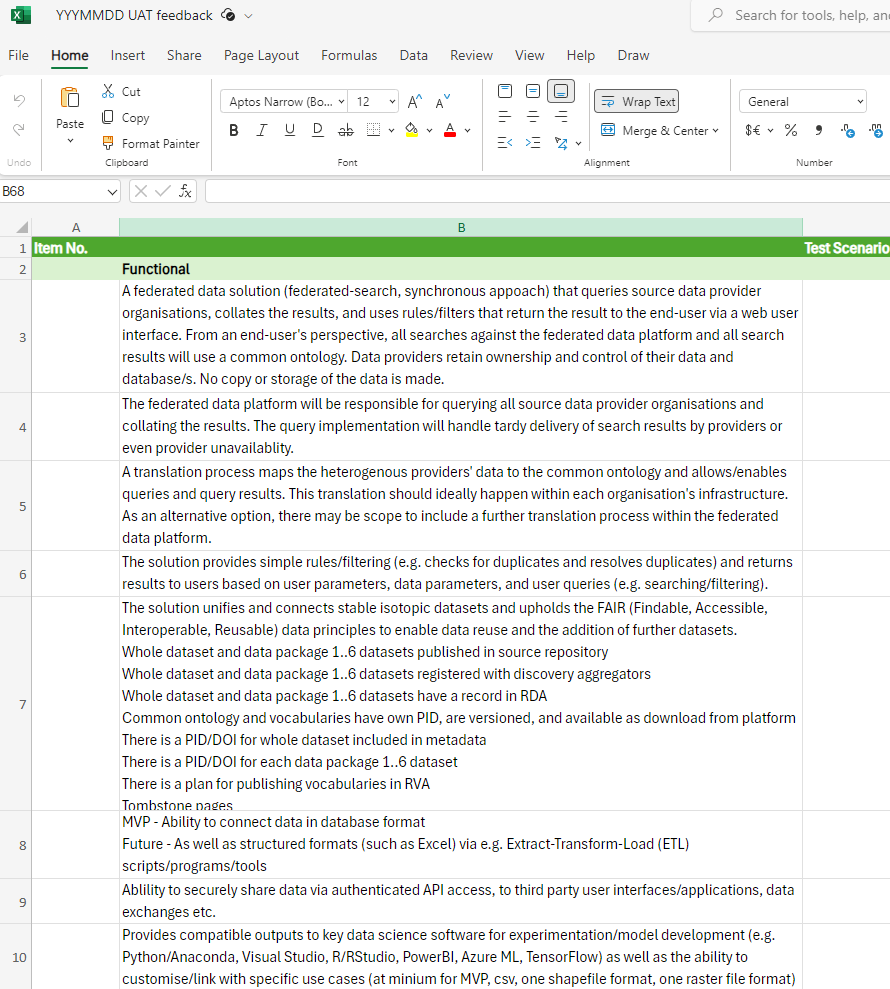 YYYMMDD UAT feedback
Search for tools, help, an
File Home Insert Share Page Layout Formulas Data Review View Help Draw
Undo
Paste
Cut
Copy
Format Painter
Clipboard
Aptos Narrow (Bo... 12
A A
B I U D ab A
Font
Wrap Text
Merge & Center
Alignment
General
$€ % 9
Number
B68
fx
A B
1 Item No. Test Scenario
2 Functional
3
A federated data solution (federated-search, synchronous appoach) that queries source data provider
organisations, collates the results, and uses rules/filters that return the result to the end-user via a web user
interface. From an end-user's perspective, all searches against the federated data platform and all search
results will use a common ontology. Data providers retain ownership and control of their data and
database/s. No copy or storage of the data is made.
4
The federated data platform will be responsible for querying all source data provider organisations and
collating the results. The query implementation will handle tardy delivery of search results by providers or
even provider unavailablity.
5
A translation process maps the heterogenous providers' data to the common ontology and allows/enables
queries and query results. This translation should ideally happen within each organisation's infrastructure.
As an alternative option, there may be scope to include a further translation process within the federated
data platform.
6
The solution provides simple rules/filtering (e.g. checks for duplicates and resolves duplicates) and returns
results to users based on user parameters, data parameters, and user queries (e.g. searching/filtering).
7
The solution unifies and connects stable isotopic datasets and upholds the FAIR (Findable, Accessible,
Interoperable, Reusable) data principles to enable data reuse and the addition of further datasets.
Whole dataset and data package 1..6 datasets published in source repository
Whole dataset and data package 1..6 datasets registered with discovery aggregators
Whole dataset and data package 1..6 datasets have a record in RDA
Common ontology and vocabularies have own PID, are versioned, and available as download from platform
There is a PID/DOI for whole dataset included in metadata
There is a PID/DOI for each data package 1..6 dataset
There is a plan for publishing vocabularies in RVA
Tombstone pages
8
MVP - Ability to connect data in database format
Future - As well as structured formats (such as Excel) via e.g. Extract-Transform-Load (ETL)
scripts/programs/tools
9
Ablility to securely share data via authenticated API access, to third party user interfaces/applications, data
exchanges etc.
10
Provides compatible outputs to key data science software for experimentation/model development (e.g.
Python/Anaconda, Visual Studio, R/RStudio, PowerBI, Azure ML, TensorFlow) as well as the ability to
customise/link with specific use cases (at minium for MVP, csv, one shapefile format, one raster file format)